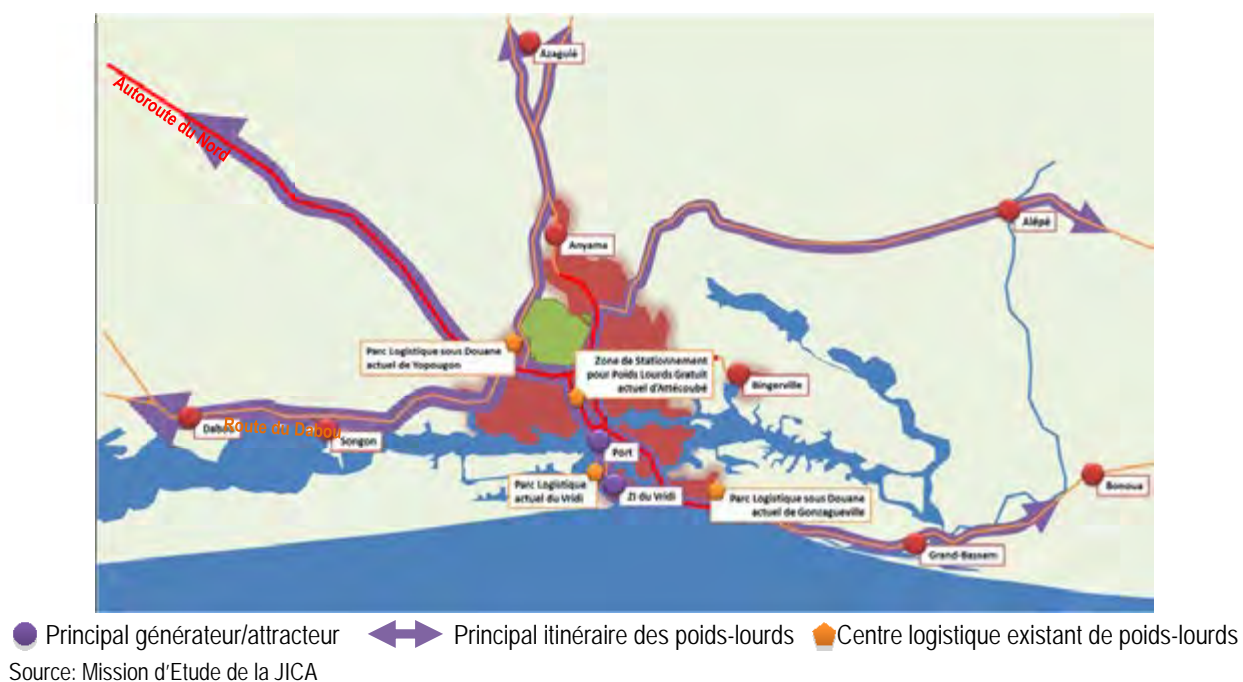 Azaguié
Autoroute du Nord
Alépé
Anyama
Parc Logistique sous Douane
actuel de Yopougon
Zone de Stationnement
pour Poids Lourds Gratuit
actuel d'Attécoubé
Bingerville
Dabou
Route du Dabou
Songon
Port
Parc Logistique
actuel du Vridi
ZI du Vridi
Parc Logistique sous Douane
actuel de Gonzagueville
Bonoua
Grand-Bassam
Principal générateur/attracteur
Principal itinéraire des poids-lourds
Centre logistique existant de poids-lourds
Source: Mission d'Etude de la JICA